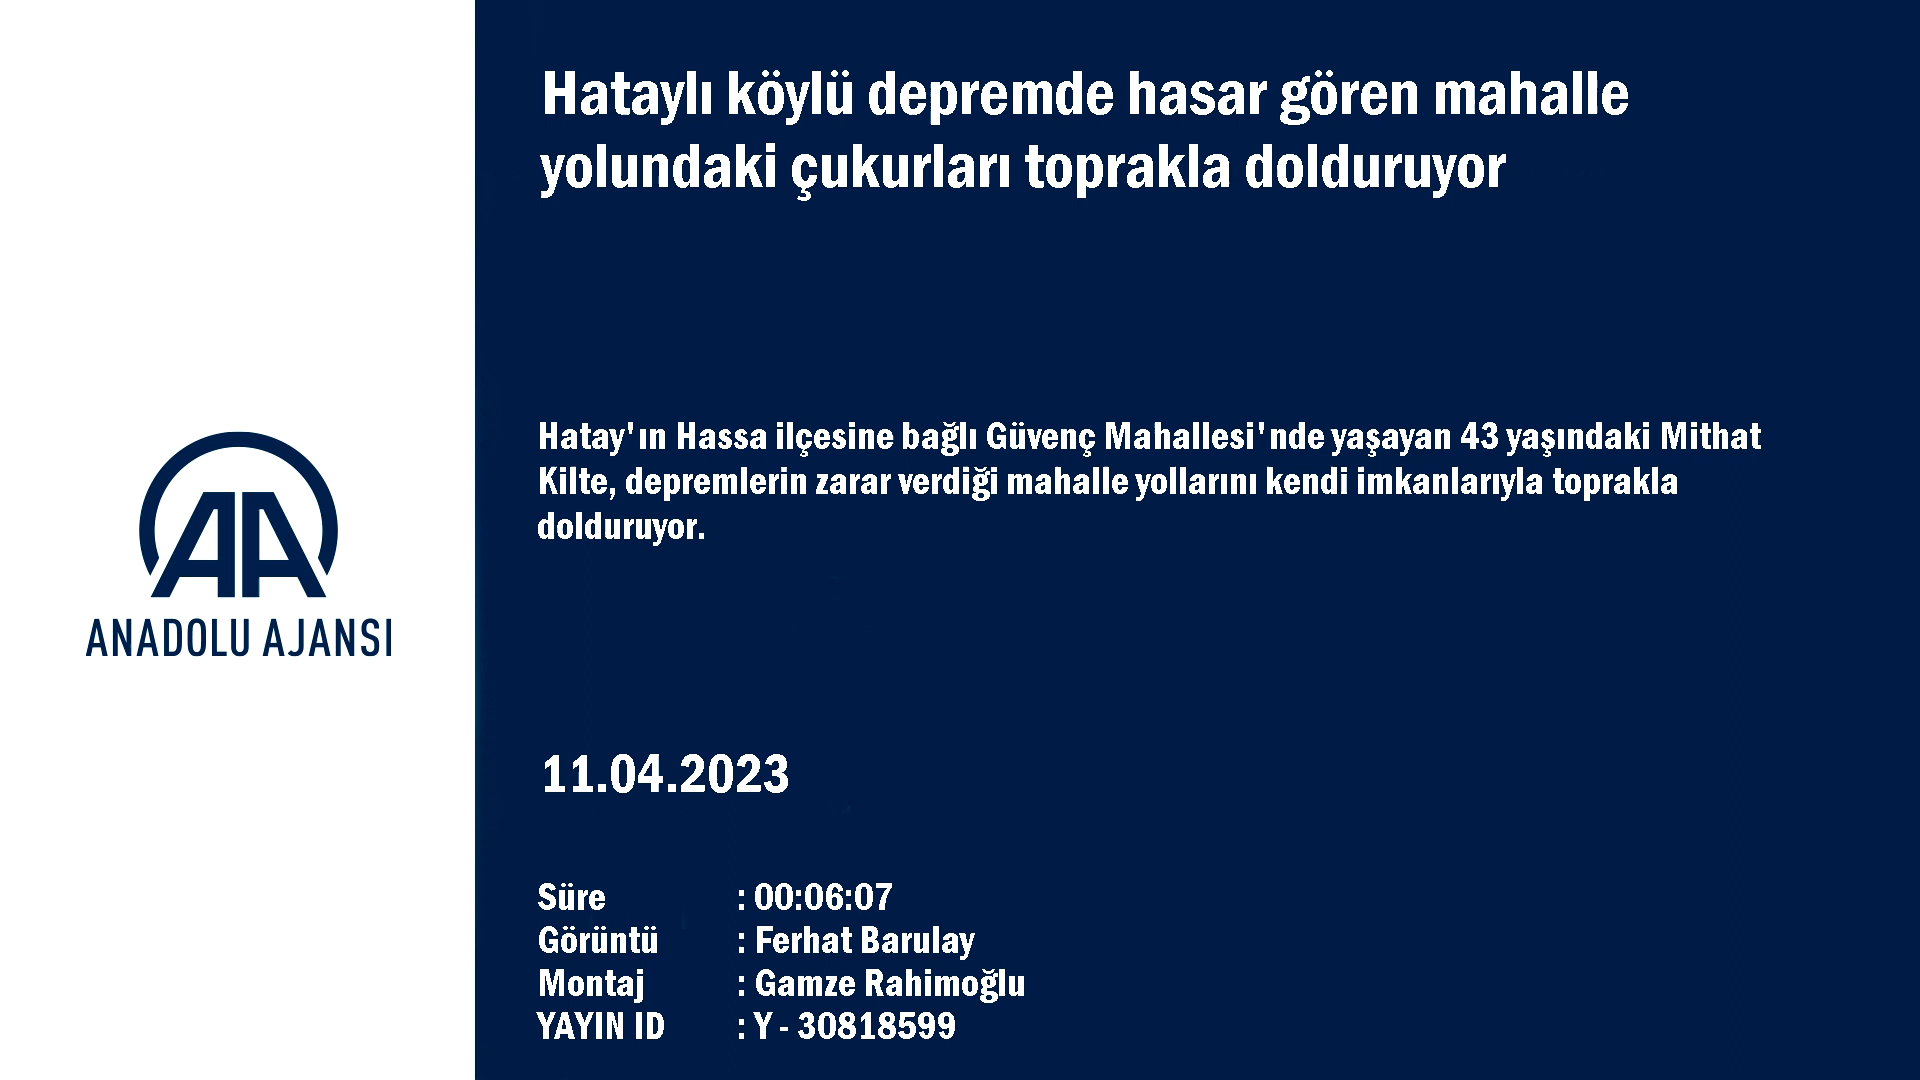 Hataylı köylü depremde hasar gören mahalle
yolundaki çukurları toprakla dolduruyor
Hatay'ın Hassa ilçesine bağlı Güvenç Mahallesi'nde yaşayan 43 yaşındaki Mithat
Kilte, depremlerin zarar verdiği mahalle yollarını kendi imkanlarıyla toprakla
dolduruyor.
AA
ANADOLU AJANSI
11.04.2023
Süre : 00:06:07
Görüntü : Ferhat Barulay
Montaj : Gamze Rahimoğlu
YAYIN ID : Y - 30818599